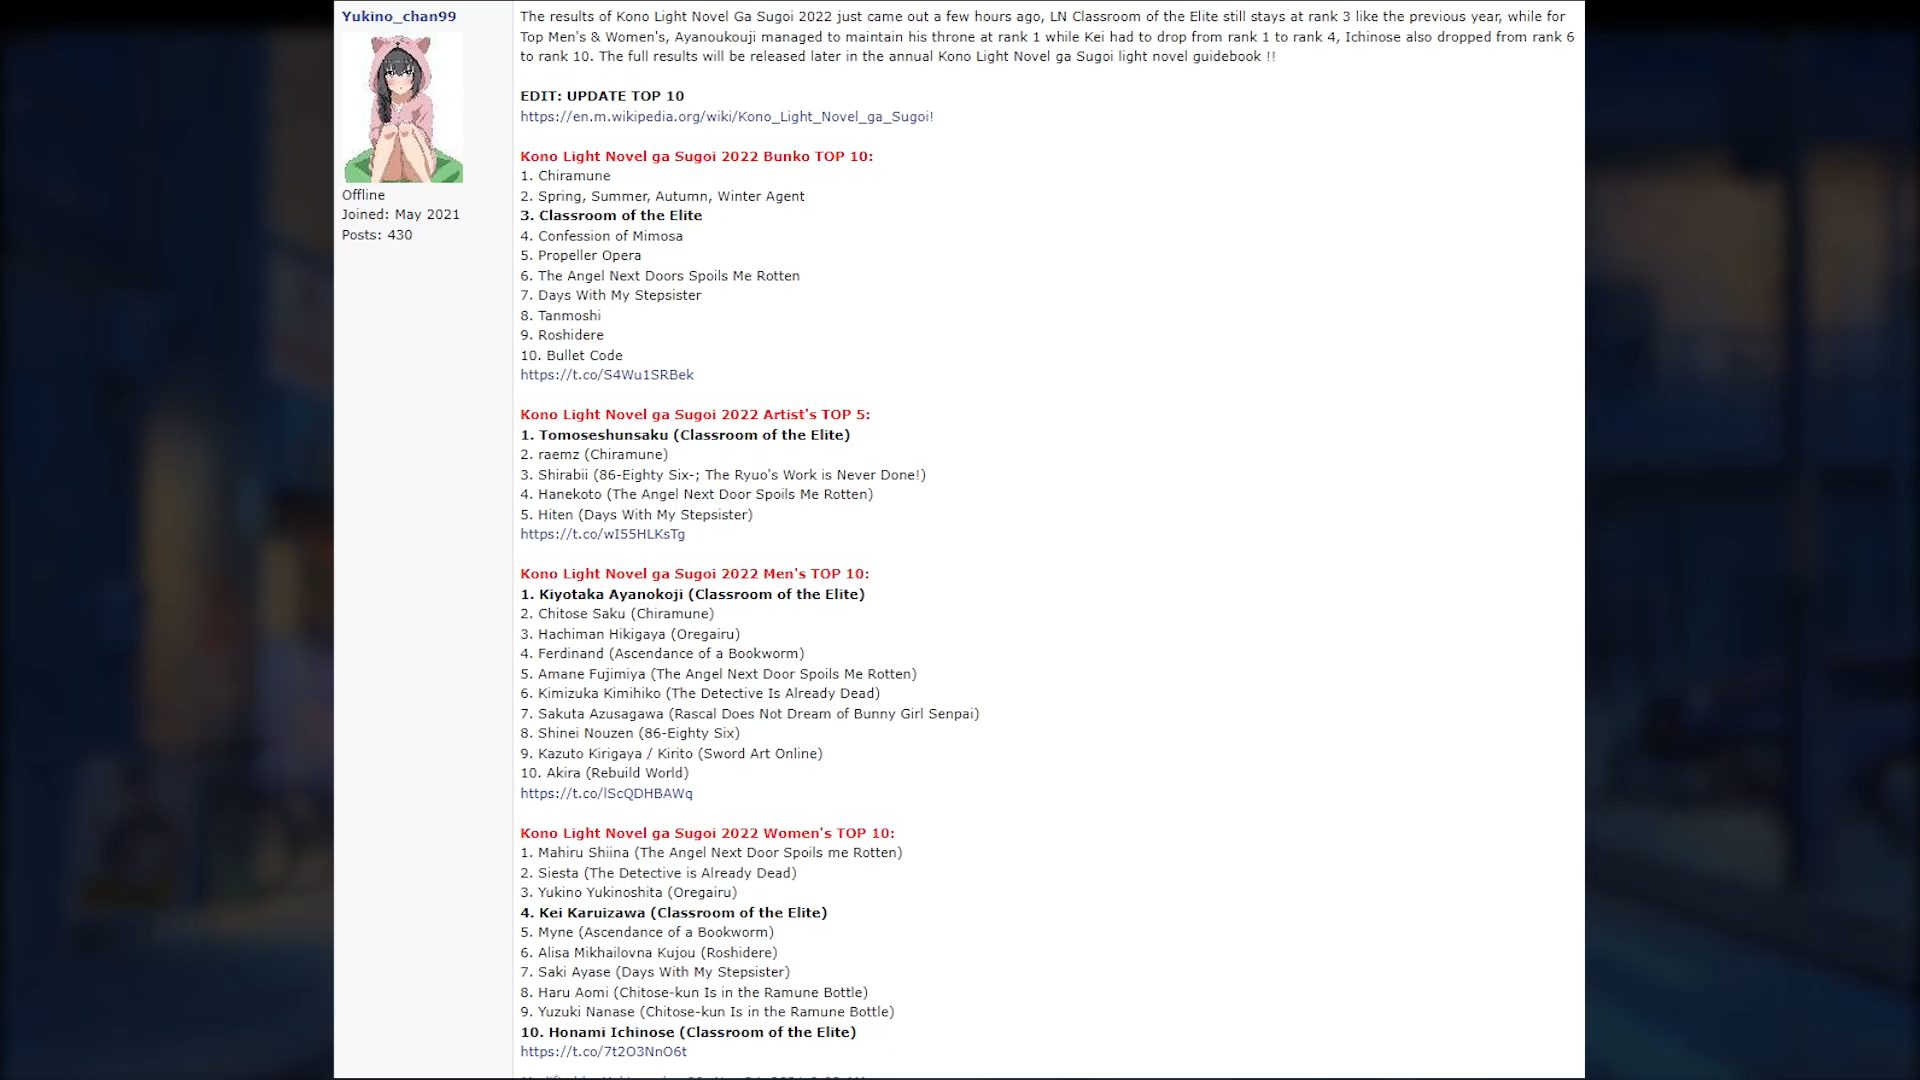 Yukino_chan99
Offline
Joined: May 2021
Posts: 430
The results of Kono Light Novel Ga Sugoi 2022 just came out a few hours ago, LN Classroom of the Elite still stays at rank 3 like the previous year, while for
Top Men's & Women's, Ayanoukouji managed to maintain his throne at rank 1 while Kei had to drop from rank 1 to rank 4, Ichinose also dropped from rank 6
to rank 10. The full results will be released later in the annual Kono Light Novel ga Sugoi light novel guidebook !!
EDIT: UPDATE TOP 10
https://en.m.wikipedia.org/wiki/Kono_Light_Novel_ga_Sugoi!
Kono Light Novel ga Sugoi 2022 Bunko TOP 10:
1. Chiramune
2. Spring, Summer, Autumn, Winter Agent
3. Classroom of the Elite
4. Confession of Mimosa
5. Propeller Opera
6. The Angel Next Doors Spoils Me Rotten
7. Days With My Stepsister
8. Tanmoshi
9. Roshidere
10. Bullet Code
https://t.co/S4Wu1SRBek
Kono Light Novel ga Sugoi 2022 Artist's TOP 5:
1. Tomoseshunsaku (Classroom of the Elite)
2. raemz (Chiramune)
3. Shirabii (86-Eighty Six-; The Ryuo's Work is Never Done!)
4. Hanekoto (The Angel Next Door Spoils Me Rotten)
5. Hiten (Days With My Stepsister)
https://t.co/wI55HLKsTg
Kono Light Novel ga Sugoi 2022 Men's TOP 10:
1. Kiyotaka Ayanokoji (Classroom of the Elite)
2. Chitose Saku (Chiramune)
3. Hachiman Hikigaya (Oregairu)
4. Ferdinand (Ascendance of a Bookworm)
5. Amane Fujimiya (The Angel Next Door Spoils Me Rotten)
6. Kimizuka Kimihiko (The Detective Is Already Dead)
7. Sakuta Azusagawa (Rascal Does Not Dream of Bunny Girl Senpai)
8. Shinei Nouzen (86-Eighty Six)
9. Kazuto Kirigaya / Kirito (Sword Art Online)
10. Akira (Rebuild World)
https://t.co/lScQDHBAWq
Kono Light Novel ga Sugoi 2022 Women's TOP 10:
1. Mahiru Shiina (The Angel Next Door Spoils me Rotten)
2. Siesta (The Detective is Already Dead)
3. Yukino Yukinoshita (Oregairu)
4. Kei Karuizawa (Classroom of the Elite)
5. Myne (Ascendance of a Bookworm)
6. Alisa Mikhailovna Kujou (Roshidere)
7. Saki Ayase (Days With My Stepsister)
8. Haru Aomi (Chitose-kun Is in the Ramune Bottle)
9. Yuzuki Nanase (Chitose-kun Is in the Ramune Bottle)
10. Honami Ichinose (Classroom of the Elite)
https://t.co/7t2O3NnO6t